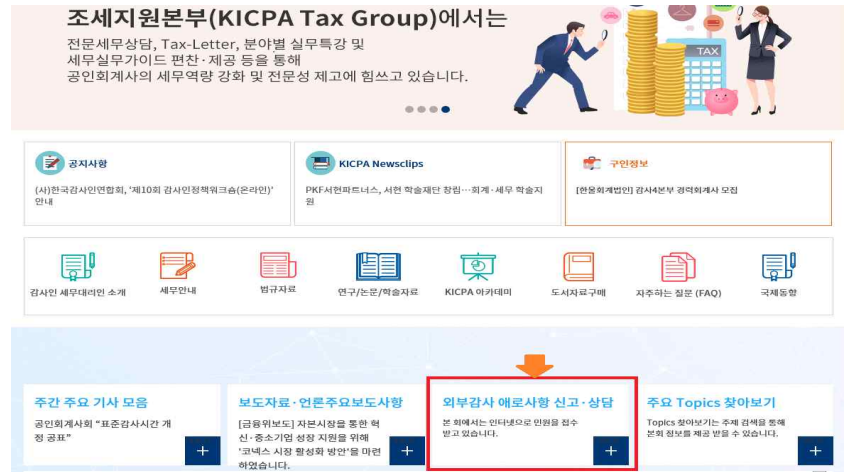 조세지원본부(KICPA Tax Group)에서는
전문세무상담, Tax-Letter, 분야별 실무특강 및
세무실무가이드 편찬·제공 등을 통해
공인회계사의 세무역량 강화 및 전문성 제고에 힘쓰고 있습니다.
TAX
공지사항
(사)한국감사인연합회, '제10회 감사인정책워크숍(온라인)'
안내
KICPA Newsclips
PKF서현파트너스, 서현 학술재단 창립…회계·세무 학술지
원
구인정보
[한울회계법인] 감사4본부 경력회계사 모집
감사인 세무대리인 소개
세무안내
법규자료
연구/논문/학술자료
KICPA 아카데미
도서자료구매
자주하는 질문 (FAQ)
국제동향
주간 주요 기사 모음
공인회계사회 "표준감사시간 개
정 공표"
+
보도자료·언론주요보도사항
[금융위보도] 자본시장을 통한 혁
신·중소기업 성장 지원을 위해
'코넥스 시장 활성화 방안'을 마련
하였습니다.
+
외부감사 애로사항 신고·상담
본 회에서는 인터넷으로 민원을 접수
받고 있습니다.
+
주요 Topics 찾아보기
Topics 찾아보기는 주제 검색을 통해
본회 정보를 제공 받을 수 있습니다.
+